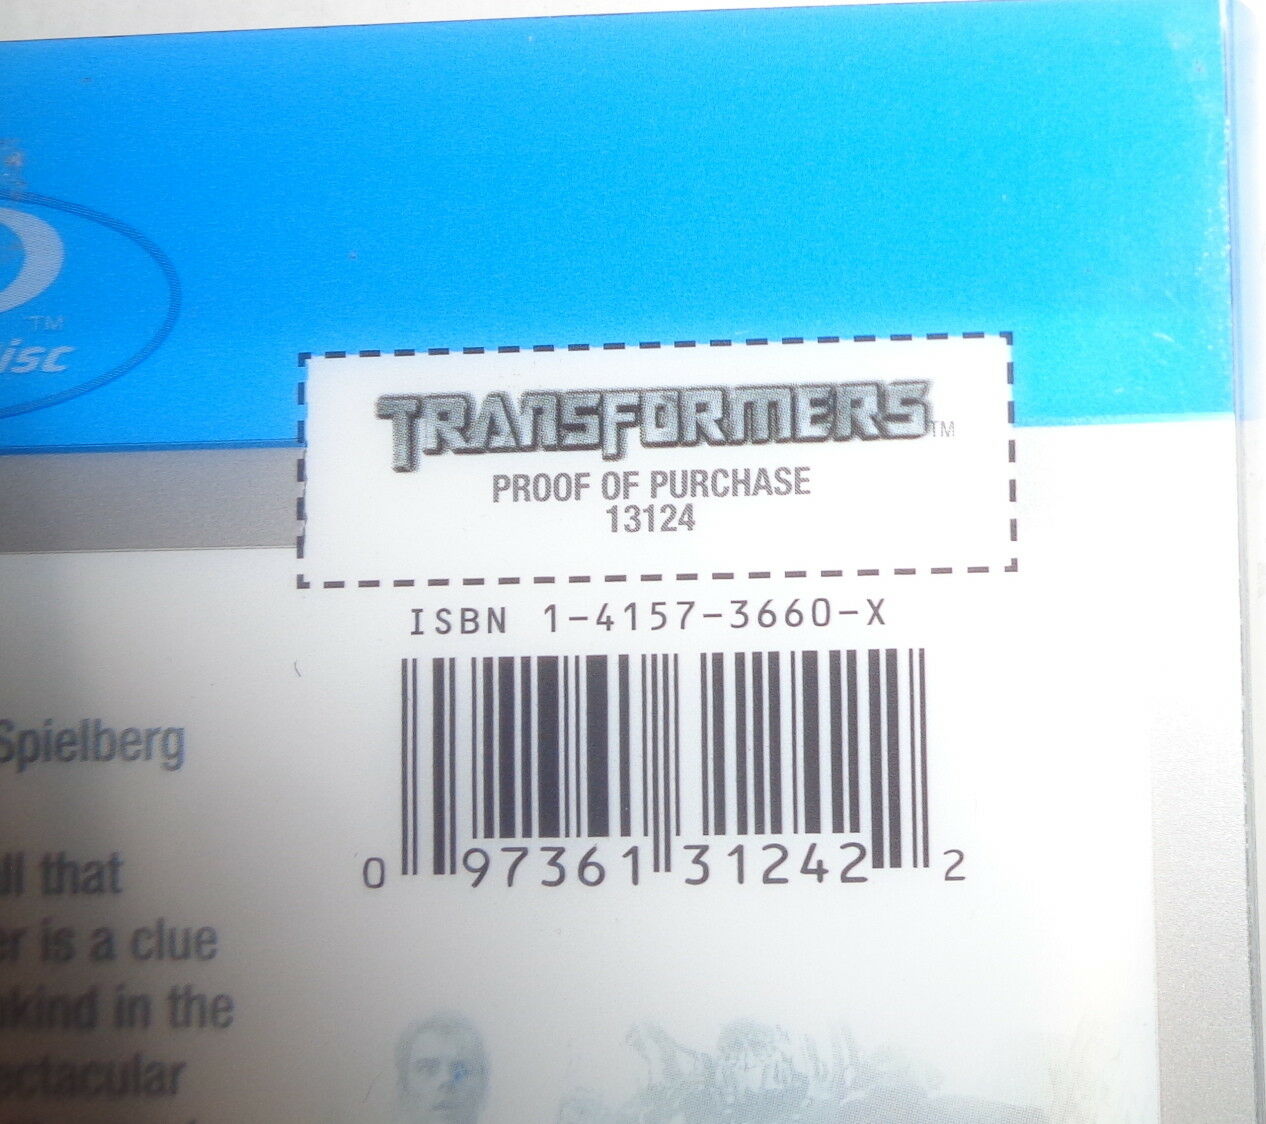 TM
isc
TRANSFORMERS TM
PROOF OF PURCHASE
13124
ISBN 1-4157-3660-X
0 97361 31242 2
Spielberg
that
is a clue
in the